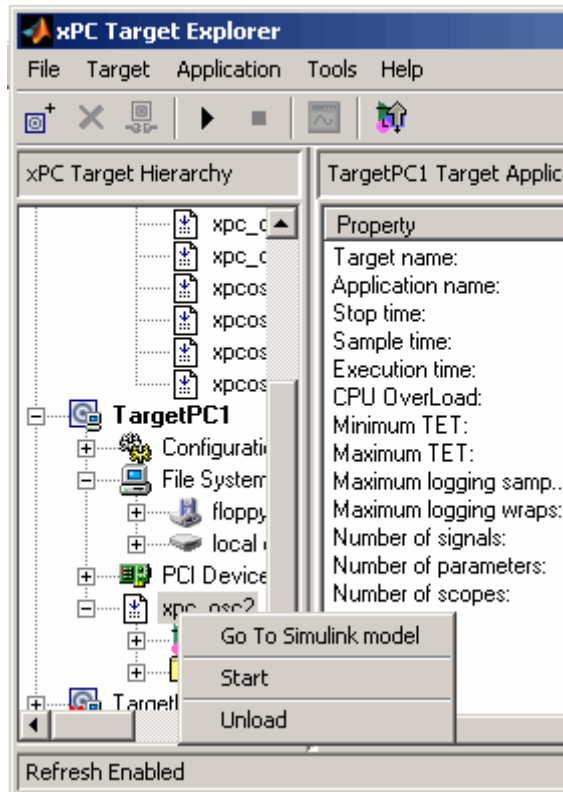 xPC Target Explorer
File Target Application Tools Help
xPC Target Hierarchy
TargetPC1 Target Applic
xpc_
xpc_
xpcos
xpcos
xpcos
xpcos
TargetPC1
Configurati
File System
floppy
local
PCI Device
xpc_osc2
Property
Target name:
Application name:
Stop time:
Sample time:
Execution time:
CPU OverLoad:
Minimum TET:
Maximum TET:
Maximum logging samp...
Maximum logging wraps:
Number of signals:
Number of parameters:
Number of scopes:
Go To Simulink model
Start
Unload
Refresh Enabled